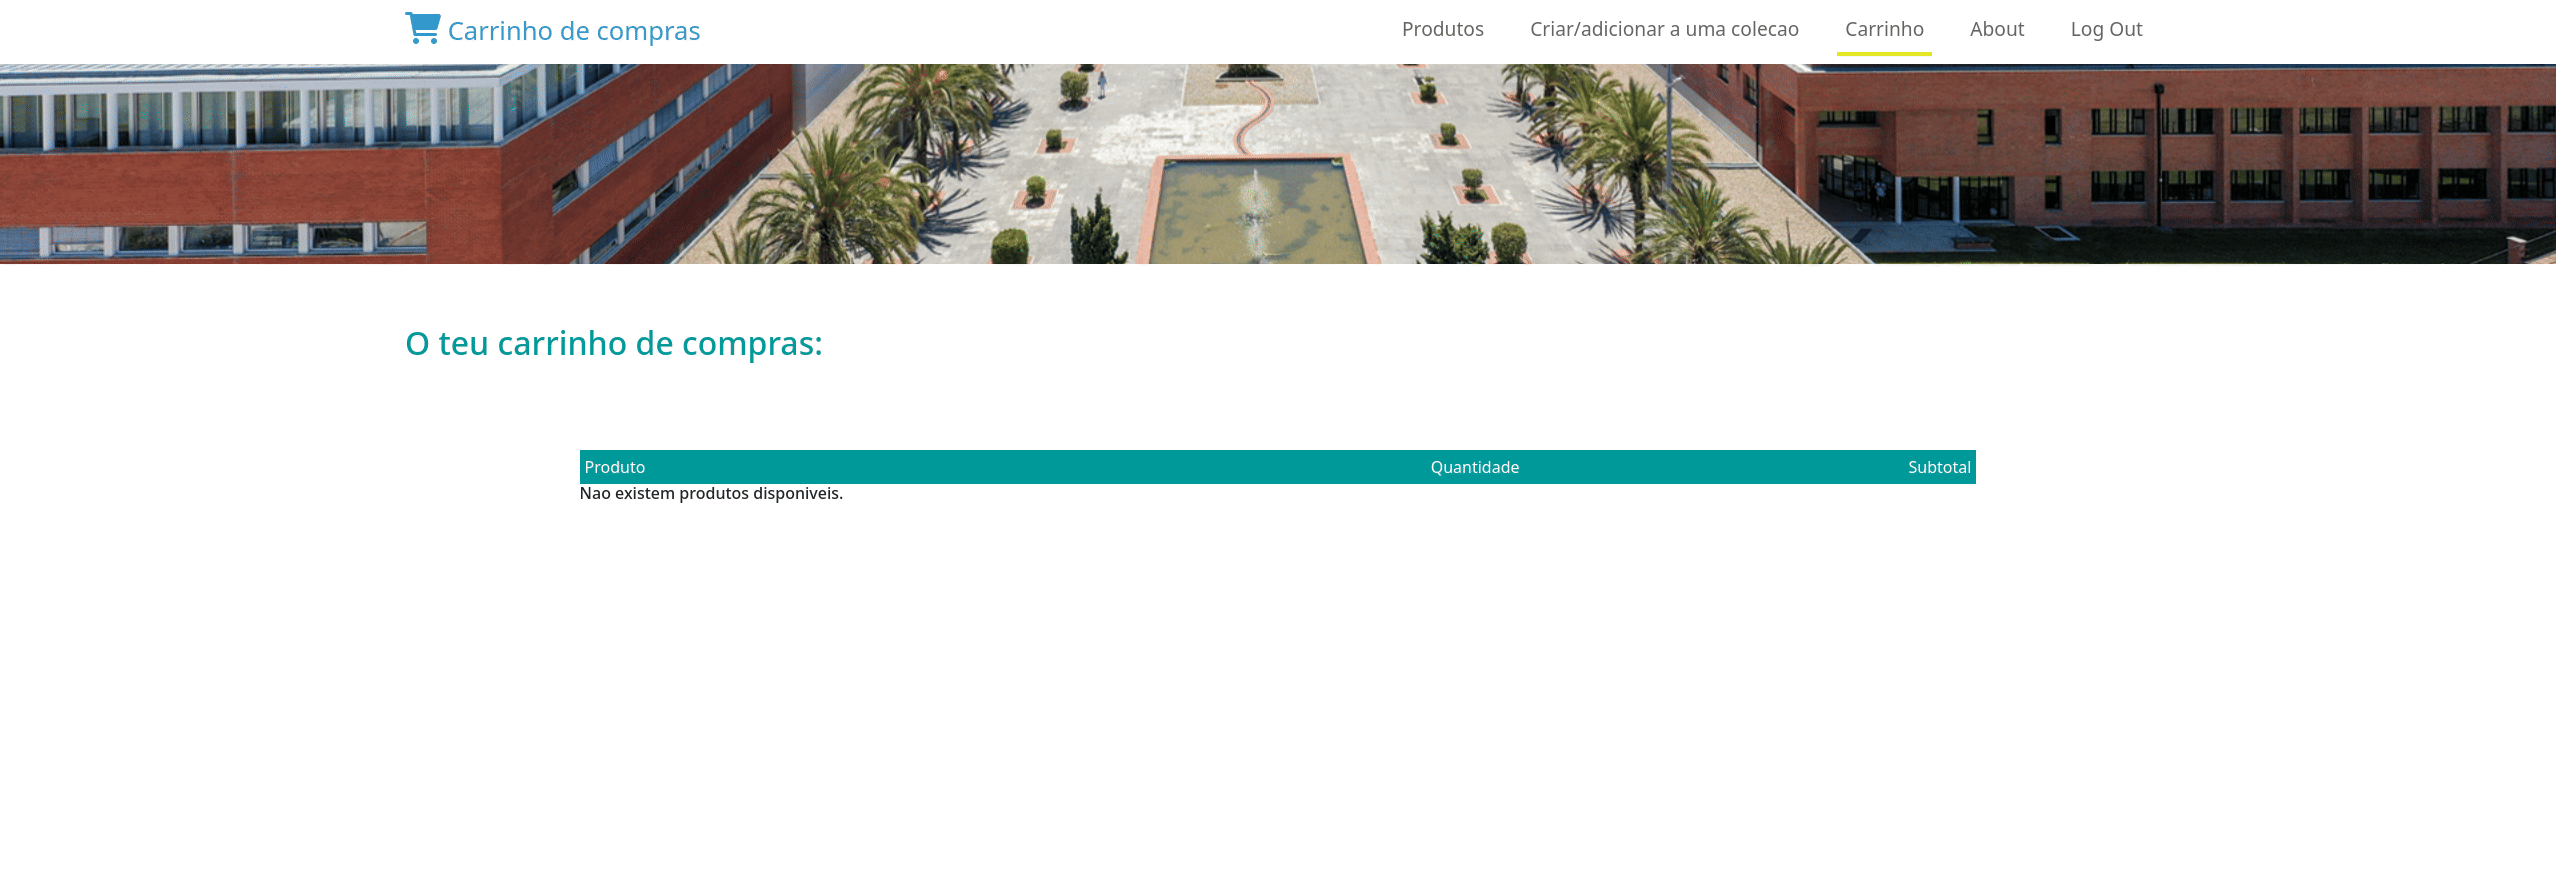 Carrinho de compras
Produtos Criar/adicionar a uma colecao Carrinho About Log Out
O teu carrinho de compras:
Produto Quantidade Subtotal
Nao existem produtos disponiveis.